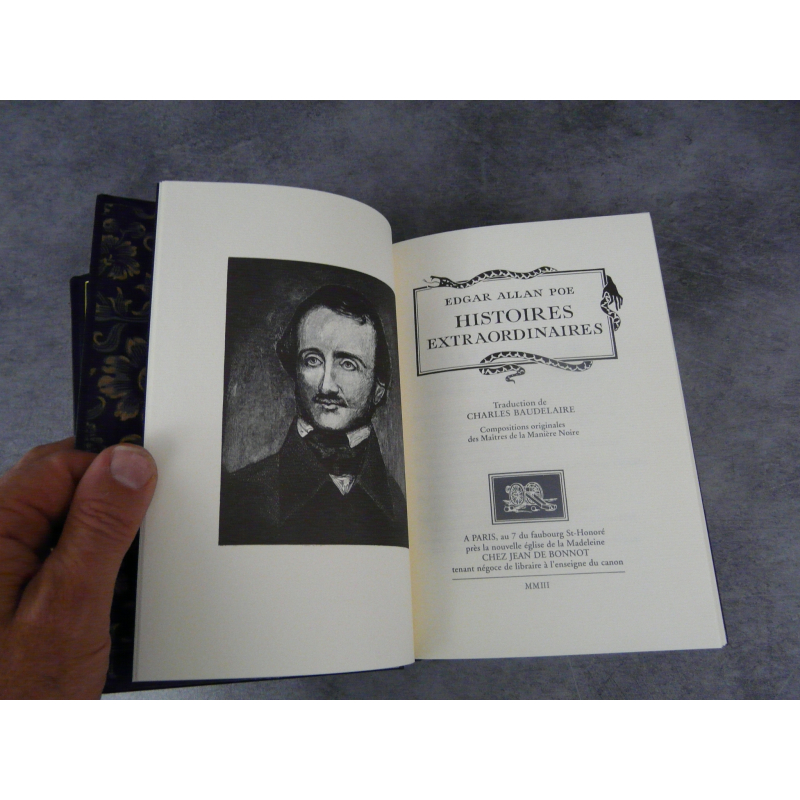 EDGAR ALLAN POE
HISTOIRES
EXTRAORDINAIRES
Traduction de
CHARLES BAUDELAIRE
Compositions originales
des Maîtres de la Manière Noire
A PARIS, au 7 du faubourg St-Honoré
près la nouvelle église de la Madeleine
CHEZ JEAN DE BONNOT
tenant négoce de libraire à l'enseigne du canon
MMIII